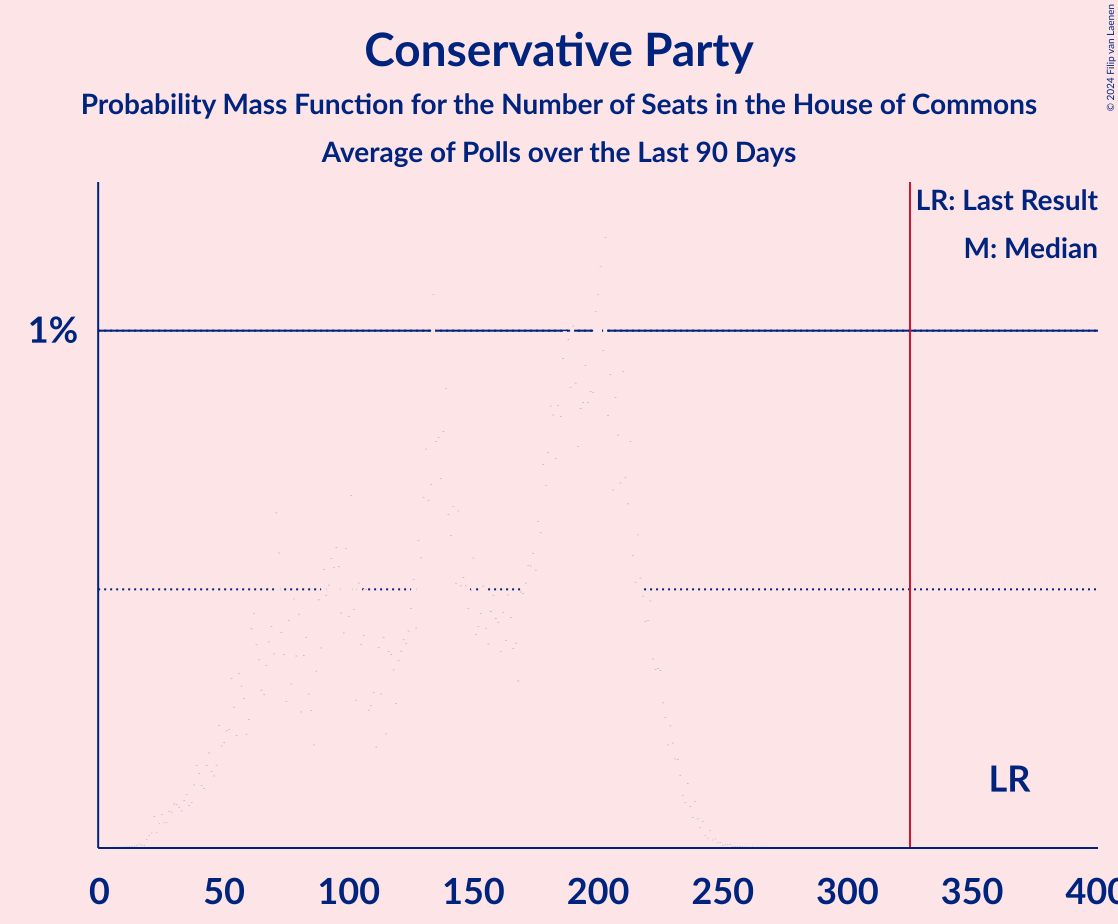 Conservative Party
Probability Mass Function for the Number of Seats in the House of Commons
Average of Polls over the Last 90 Days
© 2024 Filip van Laenen
LR: Last Result
M: Median
1%
LR
0 50 100 150 200 250 300 350 400